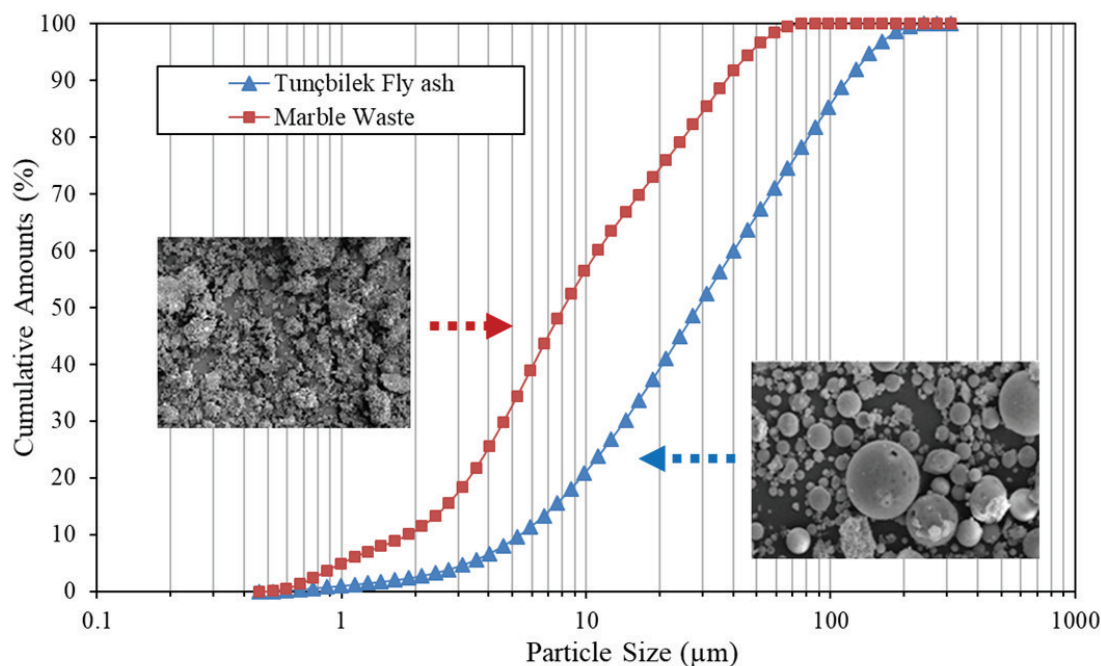 100
90
80
70
60
50
40
30
20
10
0
Cumulative Amounts (%)
Tunçbilek Fly ash
Marble Waste
0.1 1 10 100 1000
Particle Size (µm)